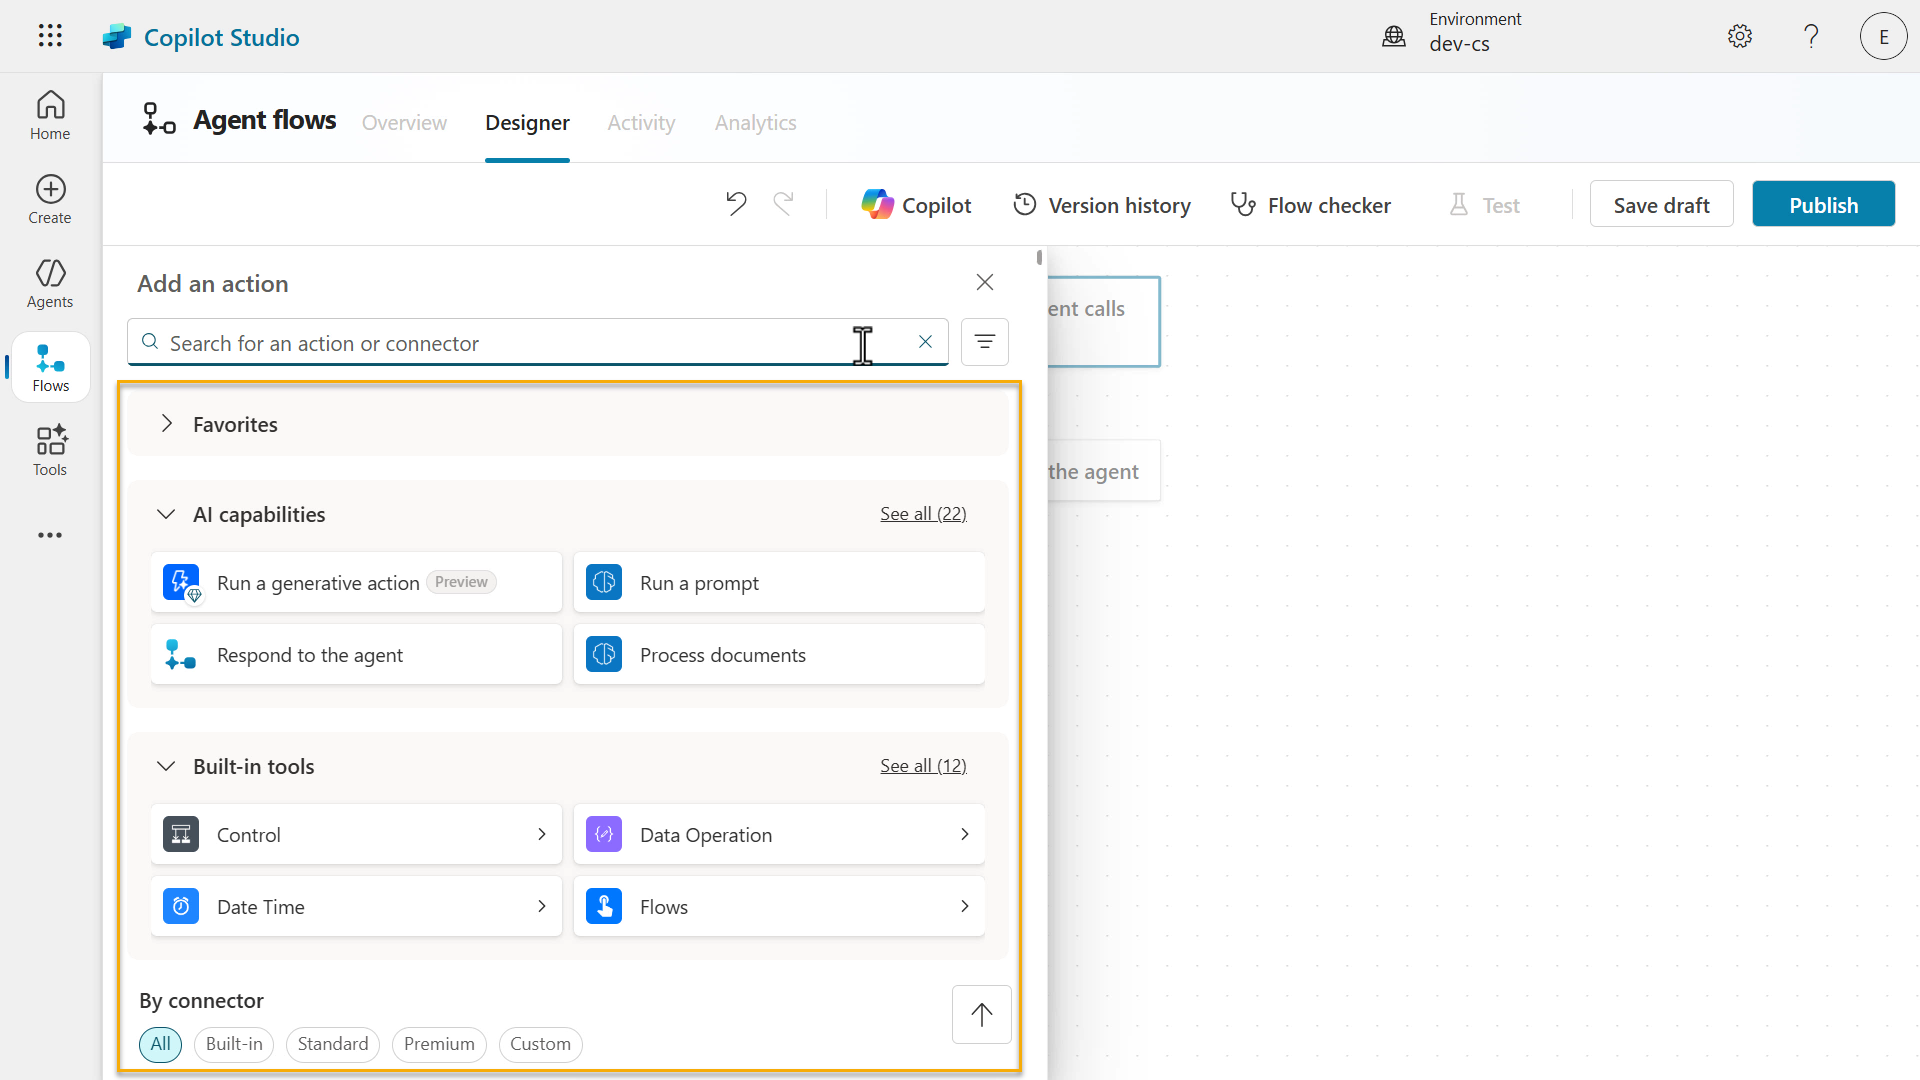 Copilot Studio
Environment
dev-cs
E
Home
Create
Agents
Flows
Tools
Agent flows
Overview
Designer
Activity
Analytics
Copilot
Version history
Flow checker
Test
Save draft
Publish
Add an action
Search for an action or connector
ent calls
the agent
Favorites
AI capabilities
See all (22)
Run a generative action Preview
Run a prompt
Respond to the agent
Process documents
Built-in tools
See all (12)
Control
Data Operation
Date Time
Flows
By connector
All
Built-in
Standard
Premium
Custom